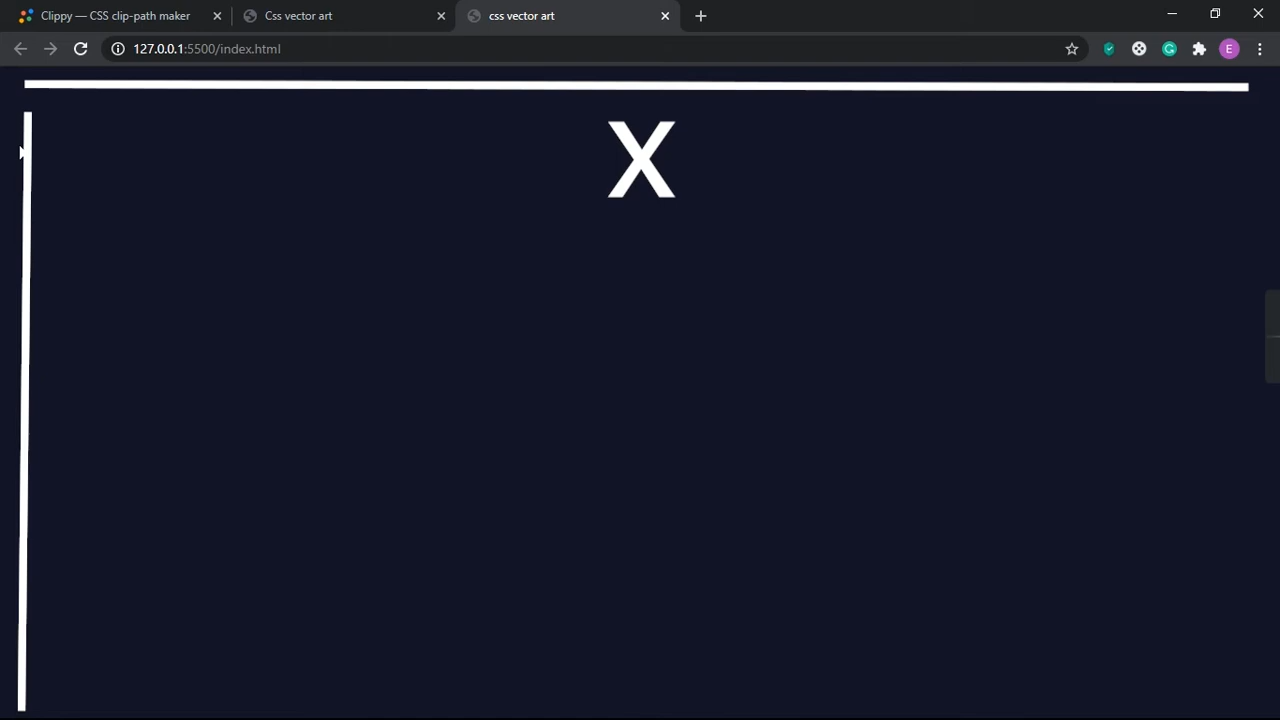 Clippy — CSS clip-path maker
Css vector art
css vector art
127.0.0.1:5500/index.html
E
X